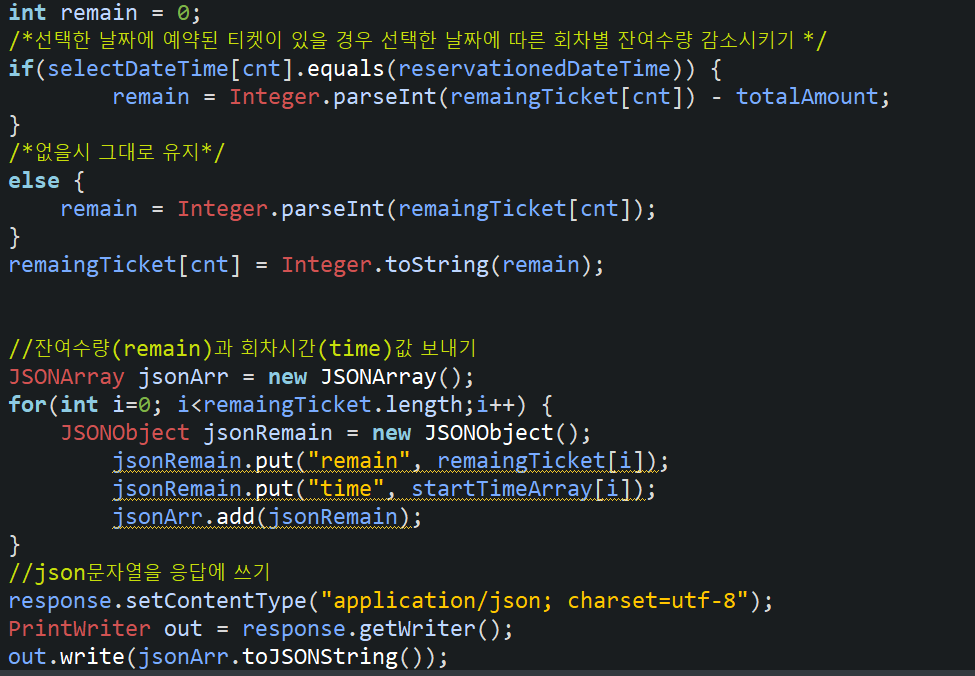 int remain = 0;
/*선택한 날짜에 예약된 티켓이 있을 경우 선택한 날짜에 따른 회차별 잔여수량 감소시키기 */
if(selectDateTime[cnt].equals(reservationedDateTime)) {
        remain = Integer.parseInt(remaingTicket[cnt]) - totalAmount;
}
/*없을시 그대로 유지*/
else {
    remain = Integer.parseInt(remaingTicket[cnt]);
}
remaingTicket[cnt] = Integer.toString(remain);
//잔여수량(remain)과 회차시간(time)값 보내기
JSONArray jsonArr = new JSONArray();
for(int i=0; i<remaingTicket.length;i++) {
    JSONObject jsonRemain = new JSONObject();
        jsonRemain.put("remain", remaingTicket[i]);
        jsonRemain.put("time", startTimeArray[i]);
        jsonArr.add(jsonRemain);
}
//json문자열을 응답에 쓰기
response.setContentType("application/json; charset=utf-8");
PrintWriter out = response.getWriter();
out.write(jsonArr.toJSONString());